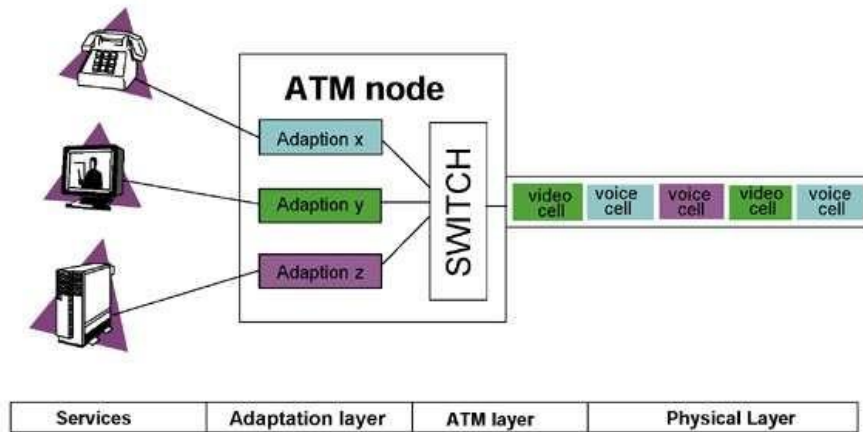 ATM node
Adaption x
Adaption y
Adaption z
SWITCH
video cell
voice cell
voice cell
video cell
voice cell
Services
Adaptation layer
ATM layer
Physical Layer